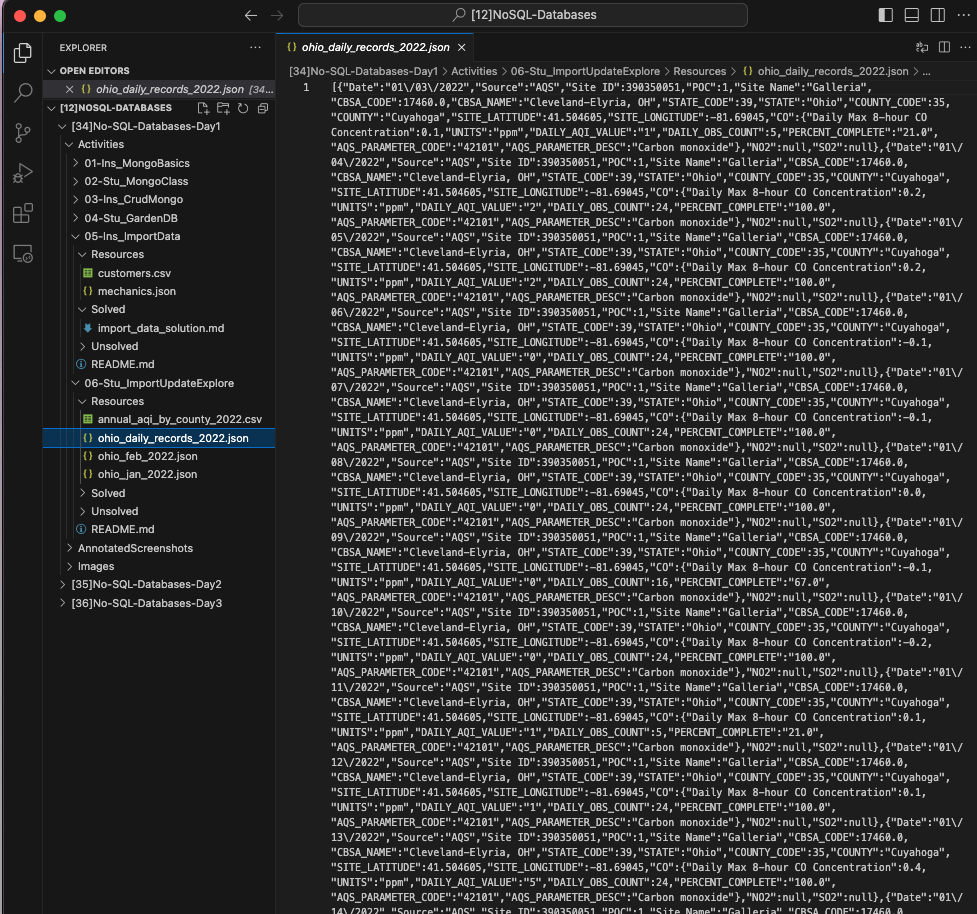 [12]NoSQL-Databases
EXPLORER
OPEN EDITORS
ohio_daily_records_2022.json [34...
[12]NOSQL-DATABASES
[34]No-SQL-Databases-Day1
Activities
01-Ins_MongoBasics
02-Stu_MongoClass
03-Ins_CrudMongo
04-Stu_GardenDB
05-Ins_ImportData
Resources
customers.csv
{} mechanics.json
Solved
import_data_solution.md
Unsolved
README.md
06-Stu_ImportUpdateExplore
Resources
annual_aqi_by_county_2022.csv
{} ohio_daily_records_2022.json
{} ohio_feb_2022.json
{} ohio_jan_2022.json
Solved
Unsolved
README.md
AnnotatedScreenshots
Images
[35]No-SQL-Databases-Day2
[36]No-SQL-Databases-Day3
{} ohio_daily_records_2022.json
[34]No-SQL-Databases-Day1 > Activities > 06-Stu_ImportUpdateExplore > Resources > {} ohio_daily_records_2022.json > ...
1 [{"Date":"01\/03\/2022","Source":"AQS","Site ID":390350051,"POC":1,"Site Name":"Galleria",
"CBSA_CODE":17460.0,"CBSA_NAME":"Cleveland-Elyria, OH","STATE_CODE":39,"STATE":"Ohio","COUNTY_CODE":35,
"COUNTY":"Cuyahoga","SITE_LATITUDE":41.504605,"SITE_LONGITUDE":-81.69045,"CO":{"Daily Max 8-hour CO
Concentration":0.1,"UNITS":"ppm","DAILY_AQI_VALUE":"1","DAILY_OBS_COUNT":5,"PERCENT_COMPLETE":"21.0",
"AQS_PARAMETER_CODE":"42101","AQS_PARAMETER_DESC":"Carbon monoxide"},"NO2":null,"SO2":null},{"Date":"01\/
04\/2022","Source":"AQS","Site ID":390350051,"POC":1,"Site Name":"Galleria","CBSA_CODE":17460.0,
"CBSA_NAME":"Cleveland-Elyria, OH","STATE_CODE":39,"STATE":"Ohio","COUNTY_CODE":35,"COUNTY":"Cuyahoga",
"SITE_LATITUDE":41.504605,"SITE_LONGITUDE":-81.69045,"CO":{"Daily Max 8-hour CO Concentration":0.2,
"UNITS":"ppm","DAILY_AQI_VALUE":"2","DAILY_OBS_COUNT":24,"PERCENT_COMPLETE":"100.0",
"AQS_PARAMETER_CODE":"42101","AQS_PARAMETER_DESC":"Carbon monoxide"},"NO2":null,"SO2":null},{"Date":"01\/
05\/2022","Source":"AQS","Site ID":390350051,"POC":1,"Site Name":"Galleria","CBSA_CODE":17460.0,
"CBSA_NAME":"Cleveland-Elyria, OH","STATE_CODE":39,"STATE":"Ohio","COUNTY_CODE":35,"COUNTY":"Cuyahoga",
"SITE_LATITUDE":41.504605,"SITE_LONGITUDE":-81.69045,"CO":{"Daily Max 8-hour CO Concentration":0.2,
"UNITS":"ppm","DAILY_AQI_VALUE":"2","DAILY_OBS_COUNT":24,"PERCENT_COMPLETE":"100.0",
"AQS_PARAMETER_CODE":"42101","AQS_PARAMETER_DESC":"Carbon monoxide"},"NO2":null,"SO2":null},{"Date":"01\/
06\/2022","Source":"AQS","Site ID":390350051,"POC":1,"Site Name":"Galleria","CBSA_CODE":17460.0,
"CBSA_NAME":"Cleveland-Elyria, OH","STATE_CODE":39,"STATE":"Ohio","COUNTY_CODE":35,"COUNTY":"Cuyahoga",
"SITE_LATITUDE":41.504605,"SITE_LONGITUDE":-81.69045,"CO":{"Daily Max 8-hour CO Concentration":-0.1,
"UNITS":"ppm","DAILY_AQI_VALUE":"0","DAILY_OBS_COUNT":24,"PERCENT_COMPLETE":"100.0",
"AQS_PARAMETER_CODE":"42101","AQS_PARAMETER_DESC":"Carbon monoxide"},"NO2":null,"SO2":null},{"Date":"01\/
07\/2022","Source":"AQS","Site ID":390350051,"POC":1,"Site Name":"Galleria","CBSA_CODE":17460.0,
"CBSA_NAME":"Cleveland-Elyria, OH","STATE_CODE":39,"STATE":"Ohio","COUNTY_CODE":35,"COUNTY":"Cuyahoga",
"SITE_LATITUDE":41.504605,"SITE_LONGITUDE":-81.69045,"CO":{"Daily Max 8-hour CO Concentration":-0.1,
"UNITS":"ppm","DAILY_AQI_VALUE":"0","DAILY_OBS_COUNT":24,"PERCENT_COMPLETE":"100.0",
"AQS_PARAMETER_CODE":"42101","AQS_PARAMETER_DESC":"Carbon monoxide"},"NO2":null,"SO2":null},{"Date":"01\/
08\/2022","Source":"AQS","Site ID":390350051,"POC":1,"Site Name":"Galleria","CBSA_CODE":17460.0,
"CBSA_NAME":"Cleveland-Elyria, OH","STATE_CODE":39,"STATE":"Ohio","COUNTY_CODE":35,"COUNTY":"Cuyahoga",
"SITE_LATITUDE":41.504605,"SITE_LONGITUDE":-81.69045,"CO":{"Daily Max 8-hour CO Concentration":0.0,
"UNITS":"ppm","DAILY_AQI_VALUE":"0","DAILY_OBS_COUNT":24,"PERCENT_COMPLETE":"100.0",
"AQS_PARAMETER_CODE":"42101","AQS_PARAMETER_DESC":"Carbon monoxide"},"NO2":null,"SO2":null},{"Date":"01\/
09\/2022","Source":"AQS","Site ID":390350051,"POC":1,"Site Name":"Galleria","CBSA_CODE":17460.0,
"CBSA_NAME":"Cleveland-Elyria, OH","STATE_CODE":39,"STATE":"Ohio","COUNTY_CODE":35,"COUNTY":"Cuyahoga",
"SITE_LATITUDE":41.504605,"SITE_LONGITUDE":-81.69045,"CO":{"Daily Max 8-hour CO Concentration":-0.1,
"UNITS":"ppm","DAILY_AQI_VALUE":"0","DAILY_OBS_COUNT":16,"PERCENT_COMPLETE":"67.0",
"AQS_PARAMETER_CODE":"42101","AQS_PARAMETER_DESC":"Carbon monoxide"},"NO2":null,"SO2":null},{"Date":"01\/
10\/2022","Source":"AQS","Site ID":390350051,"POC":1,"Site Name":"Galleria","CBSA_CODE":17460.0,
"CBSA_NAME":"Cleveland-Elyria, OH","STATE_CODE":39,"STATE":"Ohio","COUNTY_CODE":35,"COUNTY":"Cuyahoga",
"SITE_LATITUDE":41.504605,"SITE_LONGITUDE":-81.69045,"CO":{"Daily Max 8-hour CO Concentration":-0.2,
"UNITS":"ppm","DAILY_AQI_VALUE":"0","DAILY_OBS_COUNT":24,"PERCENT_COMPLETE":"100.0",
"AQS_PARAMETER_CODE":"42101","AQS_PARAMETER_DESC":"Carbon monoxide"},"NO2":null,"SO2":null},{"Date":"01\/
11\/2022","Source":"AQS","Site ID":390350051,"POC":1,"Site Name":"Galleria","CBSA_CODE":17460.0,
"CBSA_NAME":"Cleveland-Elyria, OH","STATE_CODE":39,"STATE":"Ohio","COUNTY_CODE":35,"COUNTY":"Cuyahoga",
"SITE_LATITUDE":41.504605,"SITE_LONGITUDE":-81.69045,"CO":{"Daily Max 8-hour CO Concentration":0.1,
"UNITS":"ppm","DAILY_AQI_VALUE":"1","DAILY_OBS_COUNT":5,"PERCENT_COMPLETE":"21.0",
"AQS_PARAMETER_CODE":"42101","AQS_PARAMETER_DESC":"Carbon monoxide"},"NO2":null,"SO2":null},{"Date":"01\/
12\/2022","Source":"AQS","Site ID":390350051,"POC":1,"Site Name":"Galleria","CBSA_CODE":17460.0,
"CBSA_NAME":"Cleveland-Elyria, OH","STATE_CODE":39,"STATE":"Ohio","COUNTY_CODE":35,"COUNTY":"Cuyahoga",
"SITE_LATITUDE":41.504605,"SITE_LONGITUDE":-81.69045,"CO":{"Daily Max 8-hour CO Concentration":0.1,
"UNITS":"ppm","DAILY_AQI_VALUE":"1","DAILY_OBS_COUNT":24,"PERCENT_COMPLETE":"100.0",
"AQS_PARAMETER_CODE":"42101","AQS_PARAMETER_DESC":"Carbon monoxide"},"NO2":null,"SO2":null},{"Date":"01\/
13\/2022","Source":"AQS","Site ID":390350051,"POC":1,"Site Name":"Galleria","CBSA_CODE":17460.0,
"CBSA_NAME":"Cleveland-Elyria, OH","STATE_CODE":39,"STATE":"Ohio","COUNTY_CODE":35,"COUNTY":"Cuyahoga",
"SITE_LATITUDE":41.504605,"SITE_LONGITUDE":-81.69045,"CO":{"Daily Max 8-hour CO Concentration":0.4,
"UNITS":"ppm","DAILY_AQI_VALUE":"5","DAILY_OBS_COUNT":24,"PERCENT_COMPLETE":"100.0",
"AQS_PARAMETER_CODE":"42101","AQS_PARAMETER_DESC":"Carbon monoxide"},"NO2":null,"SO2":null},{"Date":"01\/
14\/2022","Source":"AQS","Site ID":390350051,"POC":1,"Site Name":"Galleria","CBSA_CODE":17460.0,